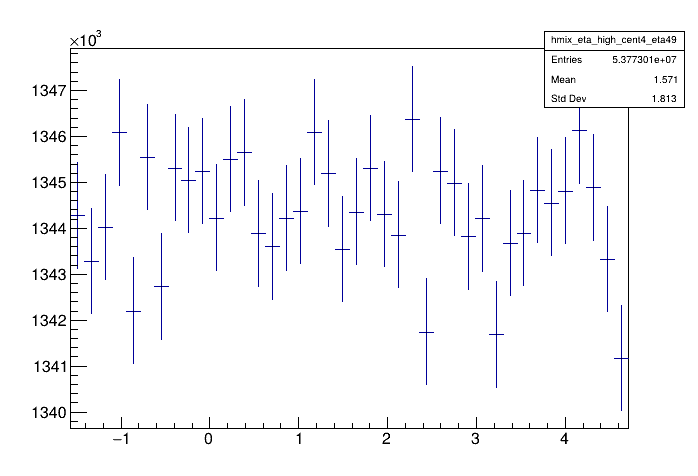 ×10³
hmix_eta_high_cent4_eta49
Entries 5.377301e+07
Mean 1.571
Std Dev 1.813
1347
1346
1345
1344
1343
1342
1341
1340
−1 0 1 2 3 4